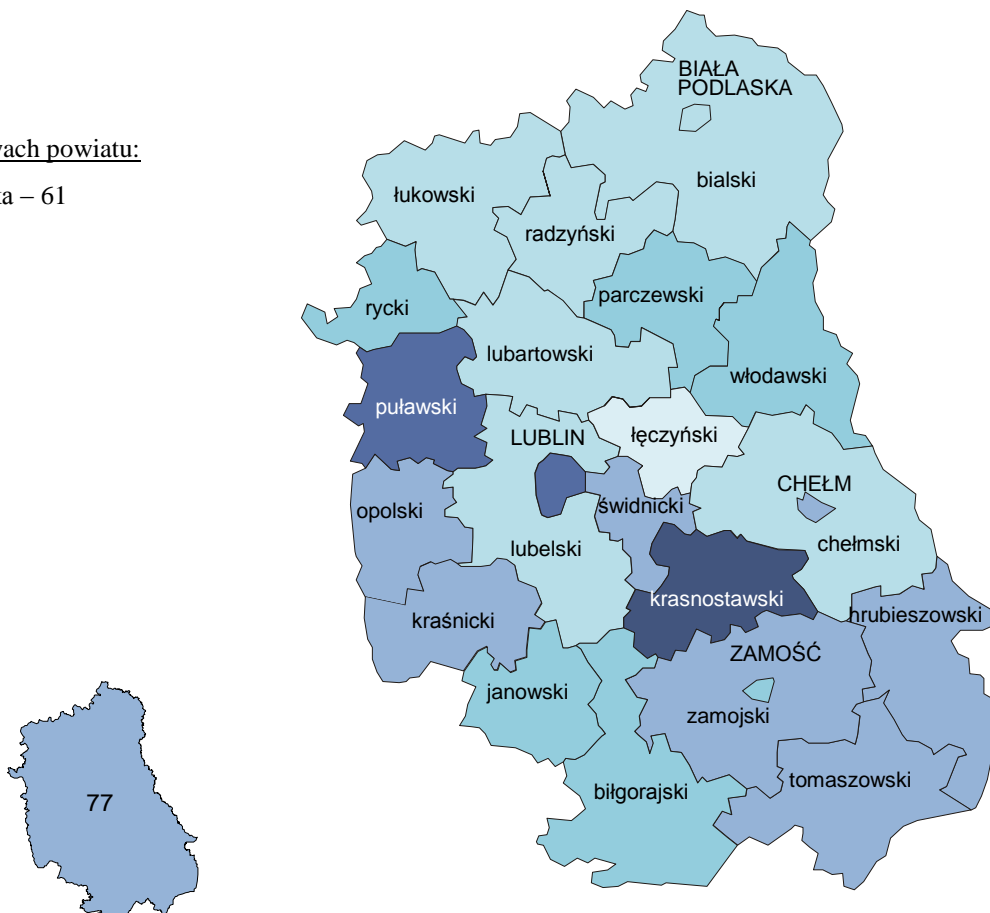 BIAŁA
PODLASKA
ach powiatu:
a – 61
bialski
łukowski
radzyński
parczewski
rycki
lubartowski
włodawski
puławski
LUBLIN
łęczyński
CHEŁM
opolski
świdnicki
lubelski
chełmski
krasnostawski
kraśnicki
hrubieszowski
ZAMOŚĆ
janowski
zamojski
tomaszowski
biłgorajski
77